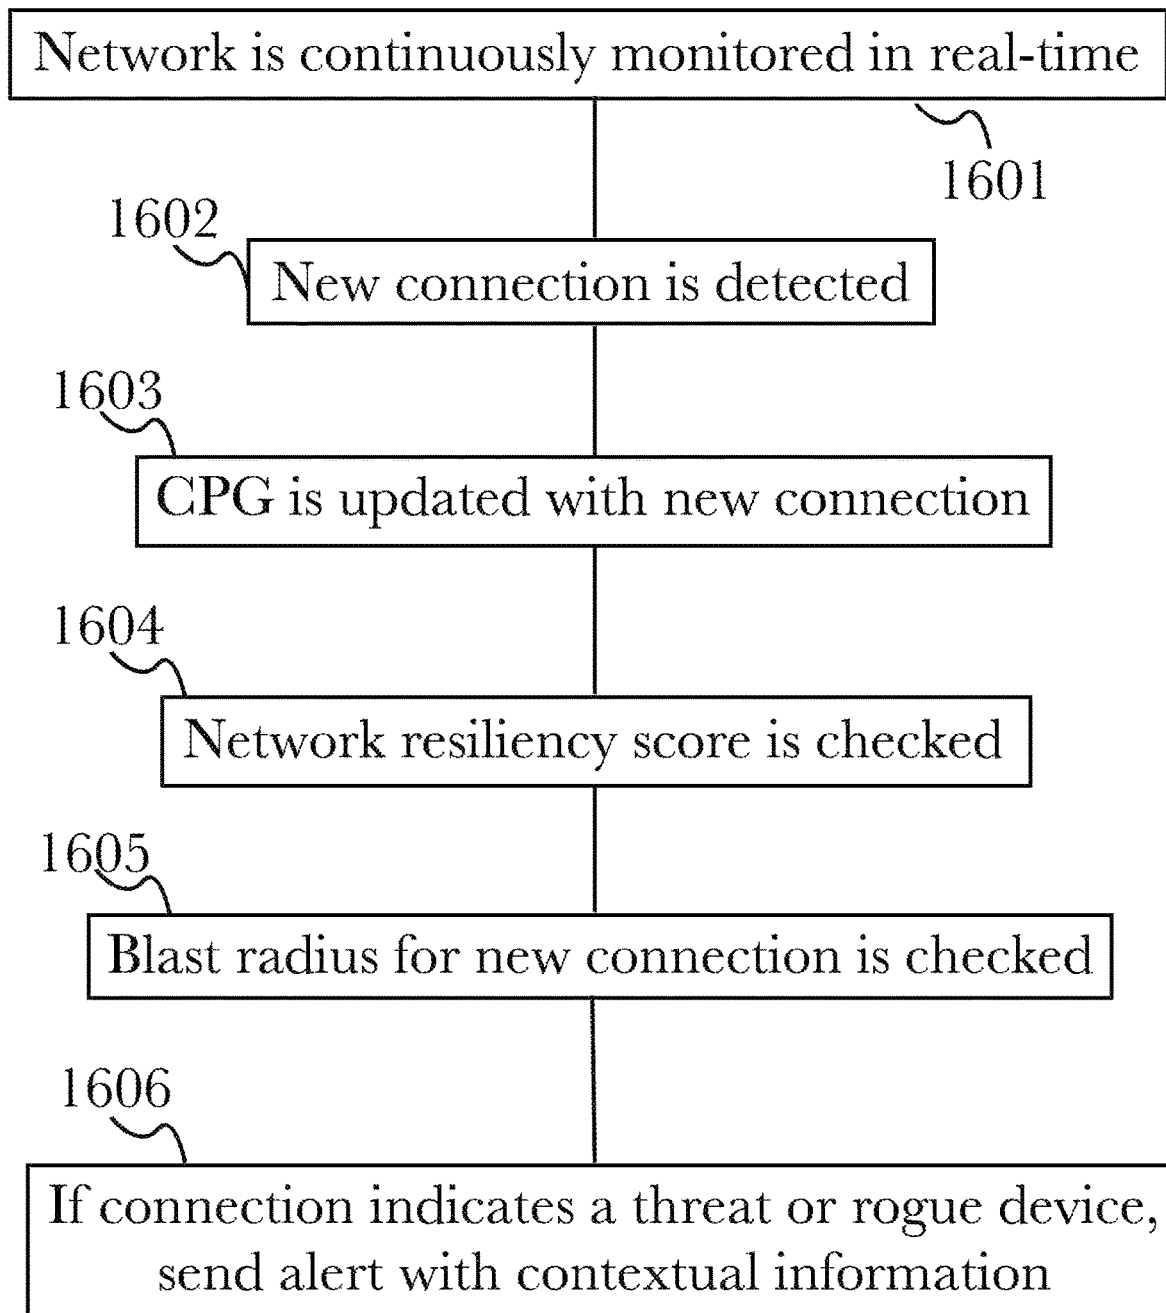 Network is continuously monitored in real-time
1601
1602
New connection is detected
1603
CPG is updated with new connection
1604
Network resiliency score is checked
1605
Blast radius for new connection is checked
1606
If connection indicates a threat or rogue device,
send alert with contextual information